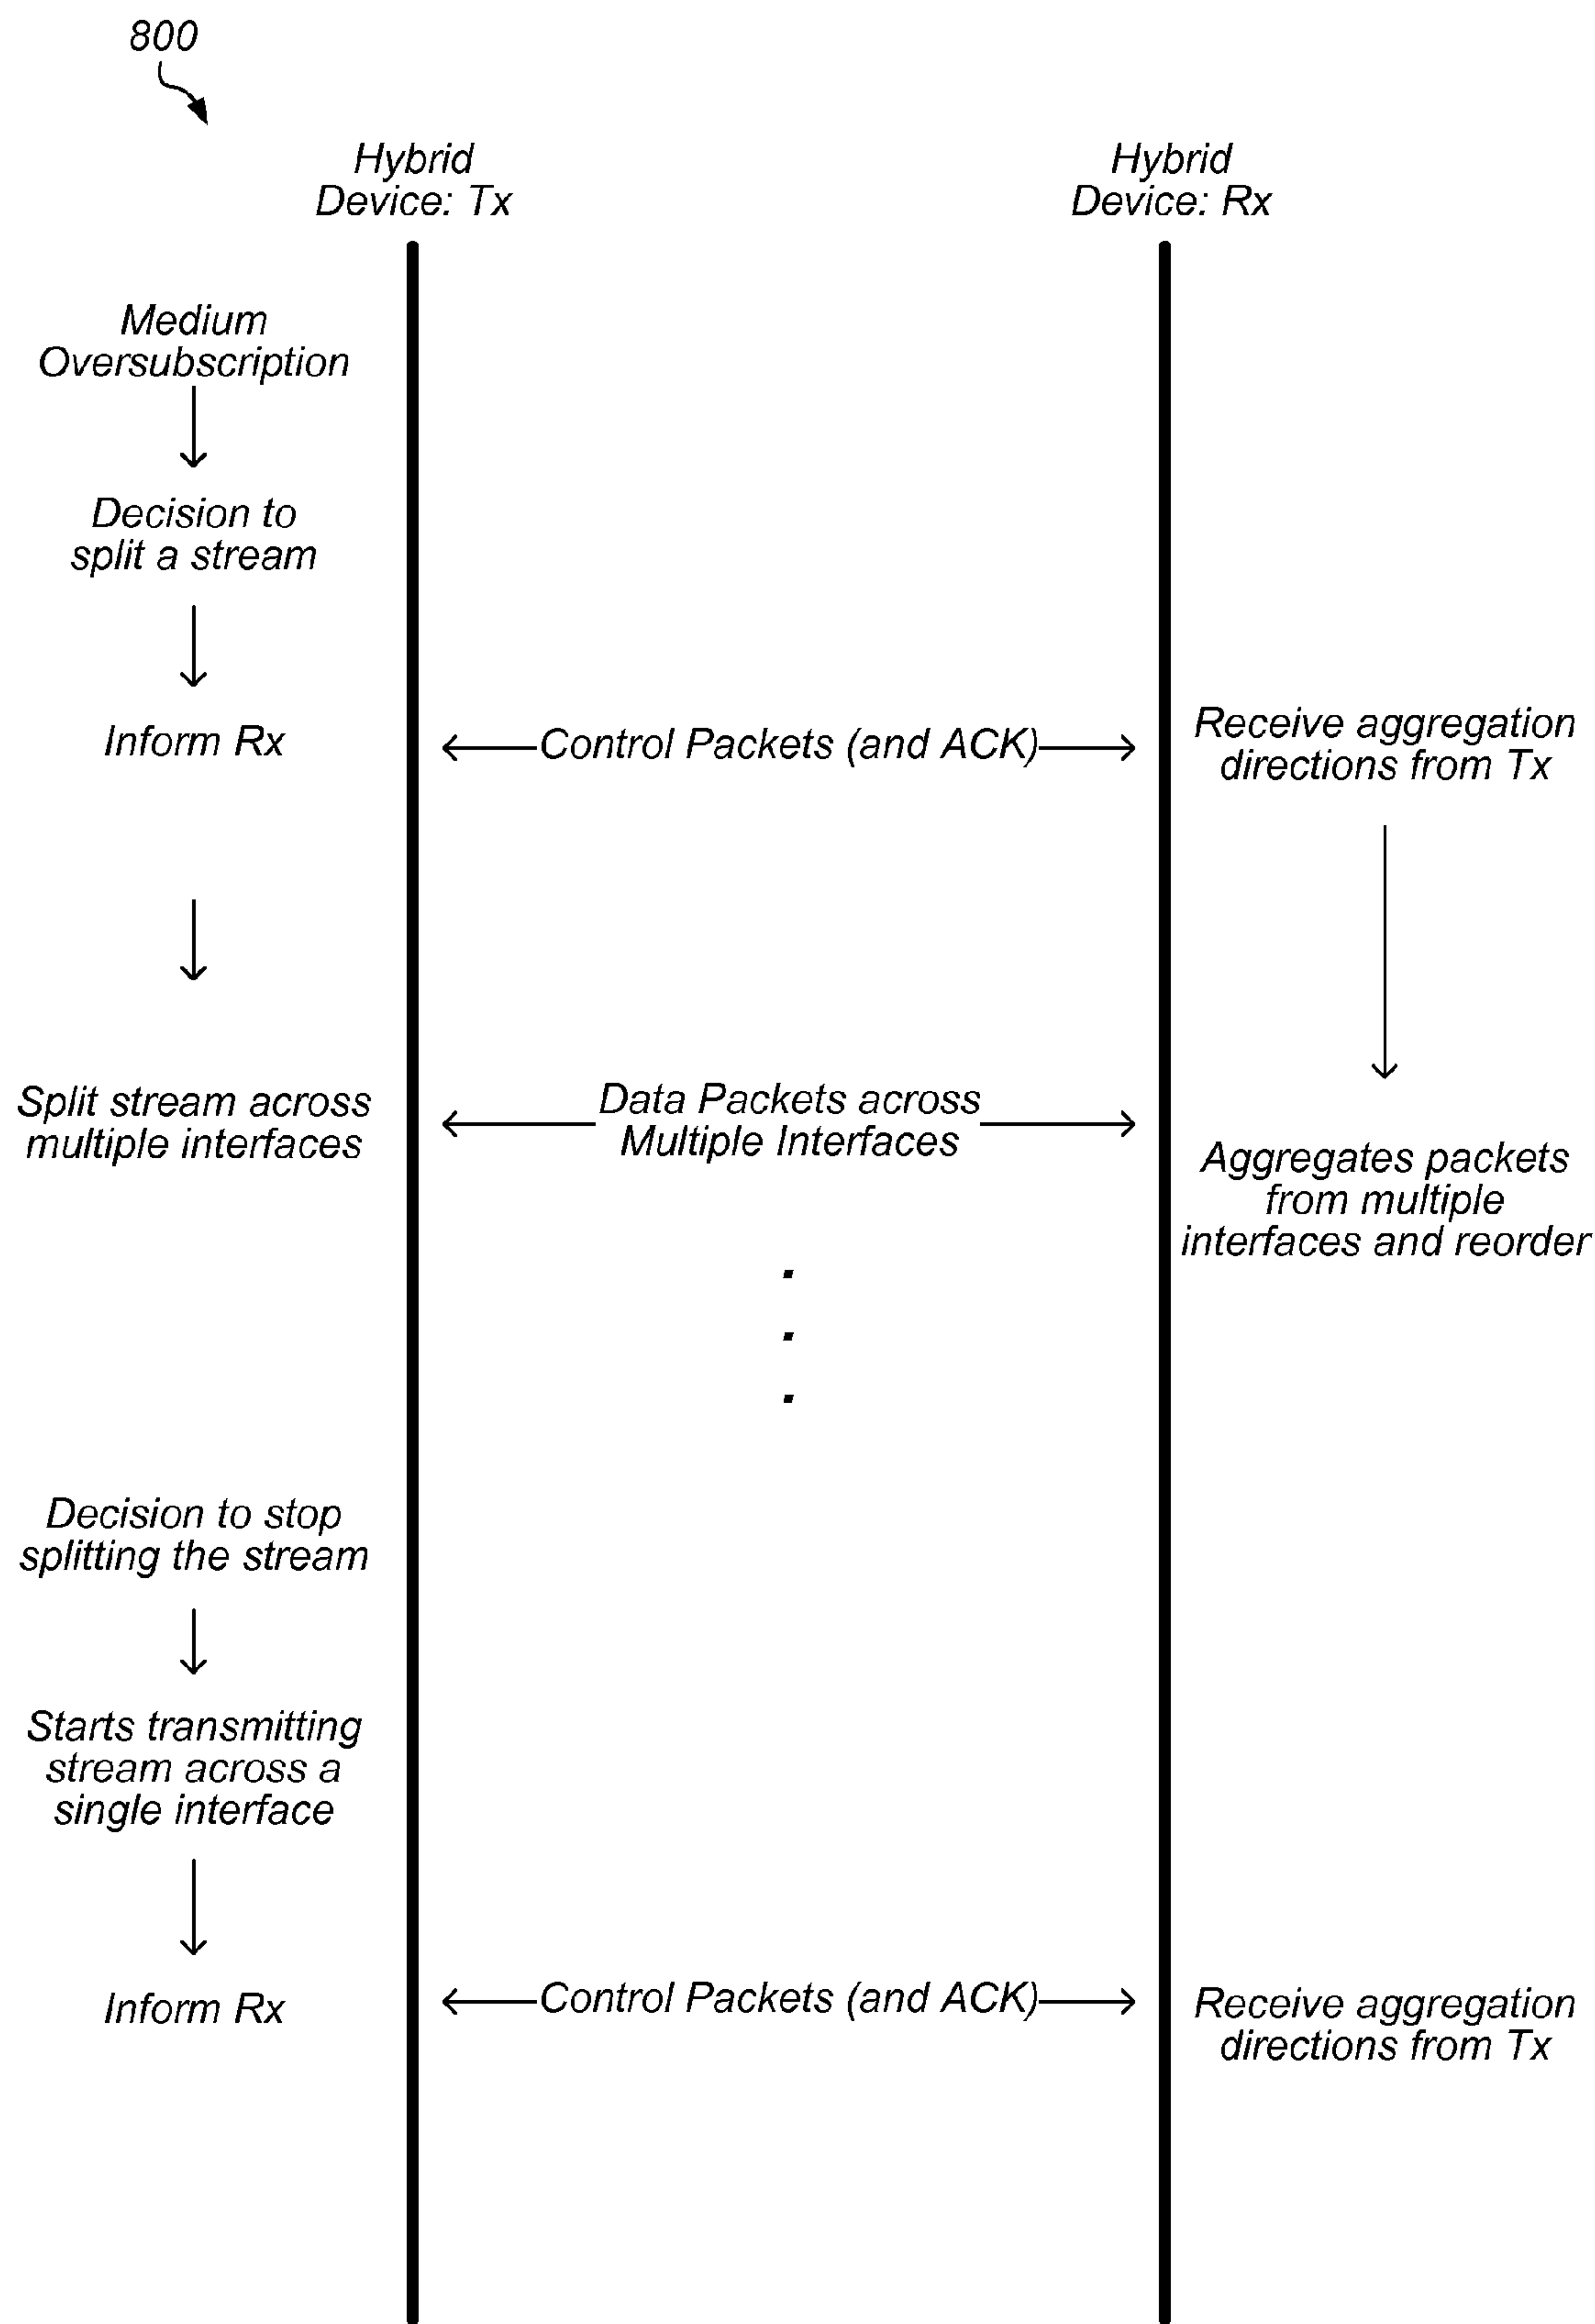 800
Hybrid
Device: Tx
Hybrid
Device: Rx
Medium
Oversubscription
Decision to
split a stream
Inform Rx
Control Packets (and ACK)
Receive aggregation
directions from Tx
Split stream across
multiple interfaces
Data Packets across
Multiple Interfaces
Aggregates packets
from multiple
interfaces and reorder
Decision to stop
splitting the stream
Starts transmitting
stream across a
single interface
Inform Rx
Control Packets (and ACK)
Receive aggregation
directions from Tx